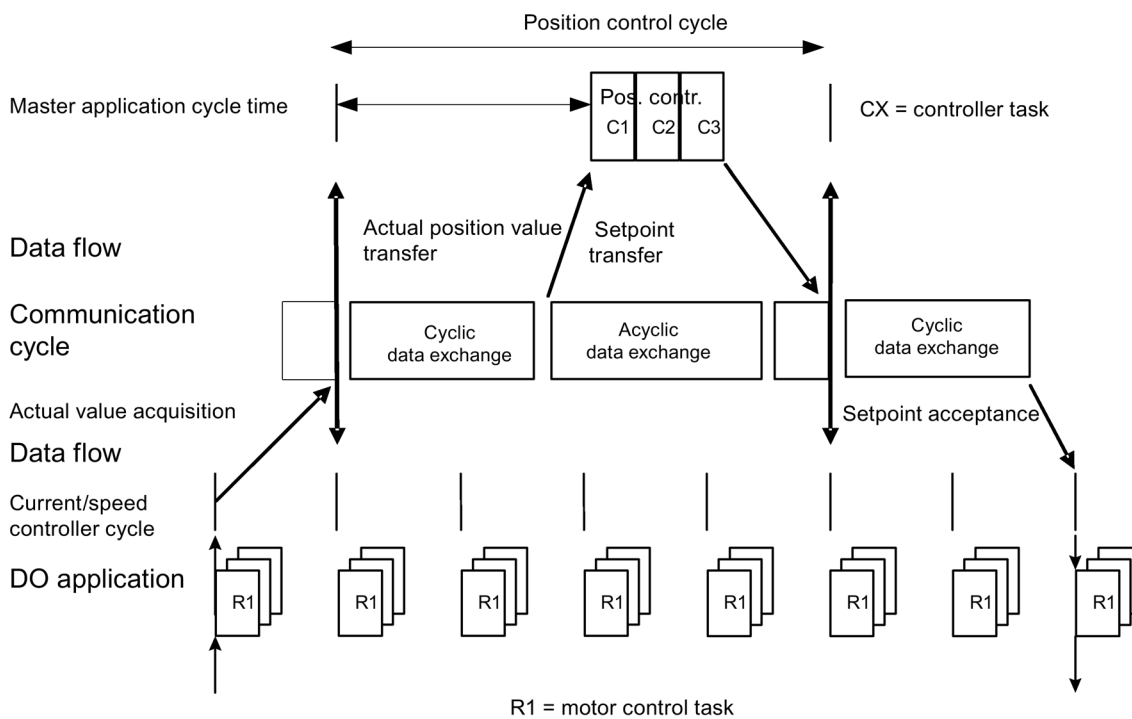 Position control cycle
Master application cycle time
Pos. contr.
C1 C2 C3
CX = controller task
Data flow
Actual position value
transfer
Setpoint
transfer
Communication
cycle
Cyclic
data exchange
Acyclic
data exchange
Cyclic
data exchange
Actual value acquisition
Setpoint acceptance
Data flow
Current/speed
controller cycle
DO application
R1 R1 R1 R1 R1 R1 R1 R1
R1 = motor control task